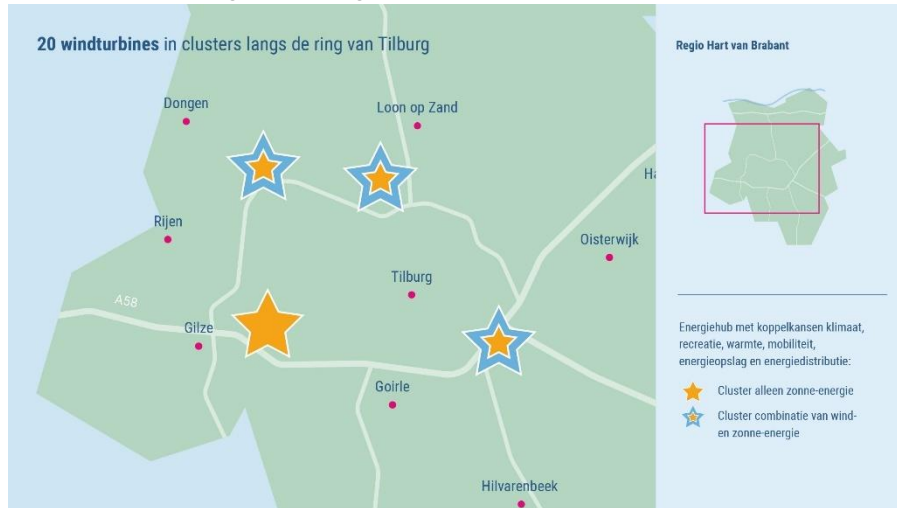 20 windturbines in clusters langs de ring van Tilburg
Dongen
Loon op Zand
Ha
Rijen
Oisterwijk
Tilburg
A58
Gilze
Goirle
Hilvarenbeek
Regio Hart van Brabant
Energiehub met koppelkansen klimaat,
recreatie, warmte, mobiliteit,
energieopslag en energiedistributie:
Cluster alleen zonne-energie
Cluster combinatie van wind-
en zonne-energie